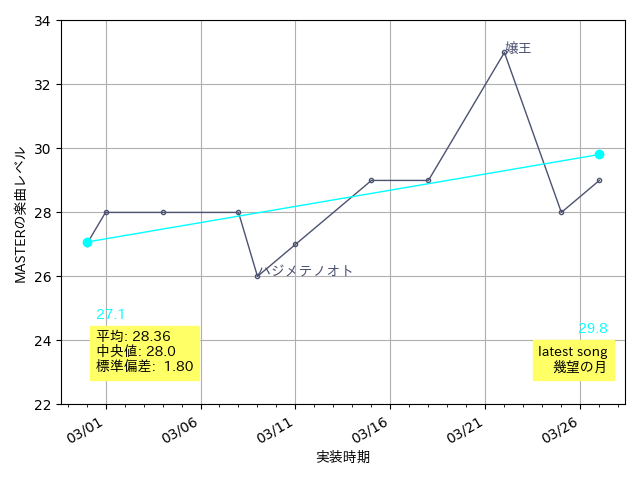 34
32
30
28
26
24
22
MASTERの楽曲レベル
嬢王
ハジメテノオト
27.1
平均: 28.36
中央値: 28.0
標準偏差: 1.80
29.8
latest song
幾望の月
03/01
03/06
03/11
03/16
03/21
03/26
実装時期